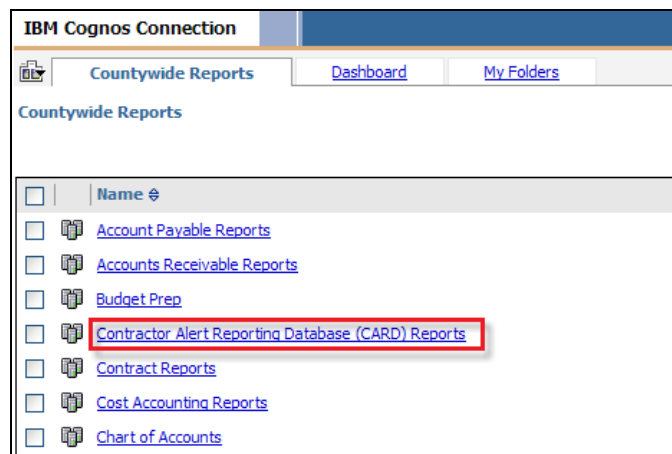 IBM Cognos Connection
Countywide Reports Dashboard My Folders
Countywide Reports
Name
Account Payable Reports
Accounts Receivable Reports
Budget Prep
Contractor Alert Reporting Database (CARD) Reports
Contract Reports
Cost Accounting Reports
Chart of Accounts